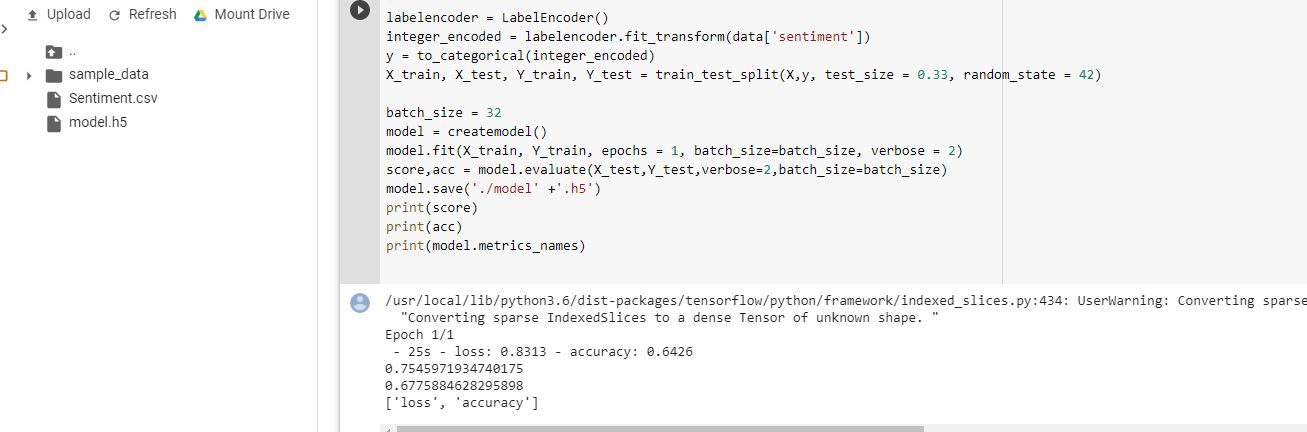 Upload Refresh Mount Drive
..
sample_data
Sentiment.csv
model.h5
labelencoder = LabelEncoder()
integer_encoded = labelencoder.fit_transform(data['sentiment'])
y = to_categorical(integer_encoded)
X_train, X_test, Y_train, Y_test = train_test_split(X,y, test_size = 0.33, random_state = 42)
batch_size = 32
model = createmodel()
model.fit(X_train, Y_train, epochs = 1, batch_size=batch_size, verbose = 2)
score,acc = model.evaluate(X_test,Y_test,verbose=2,batch_size=batch_size)
model.save('./model' +'.h5')
print(score)
print(acc)
print(model.metrics_names)
/usr/local/lib/python3.6/dist-packages/tensorflow/python/framework/indexed_slices.py:434: UserWarning: Converting sparse
"Converting sparse IndexedSlices to a dense Tensor of unknown shape. "
Epoch 1/1
- 25s - loss: 0.8313 - accuracy: 0.6426
0.7545971934740175
0.6775884628295898
['loss', 'accuracy']